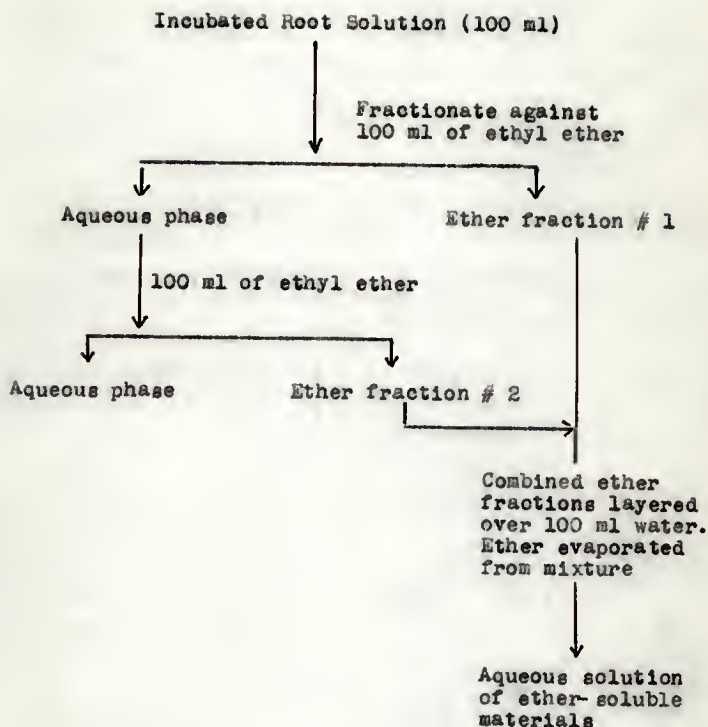 Incubated Root Solution (100 ml)
Fractionate against
100 ml of ethyl ether
Aqueous phase
Ether fraction # 1
100 ml of ethyl ether
Aqueous phase
Ether fraction # 2
Combined ether
fractions layered
over 100 ml water.
Ether evaporated
from mixture
Aqueous solution
of ether-soluble
materials